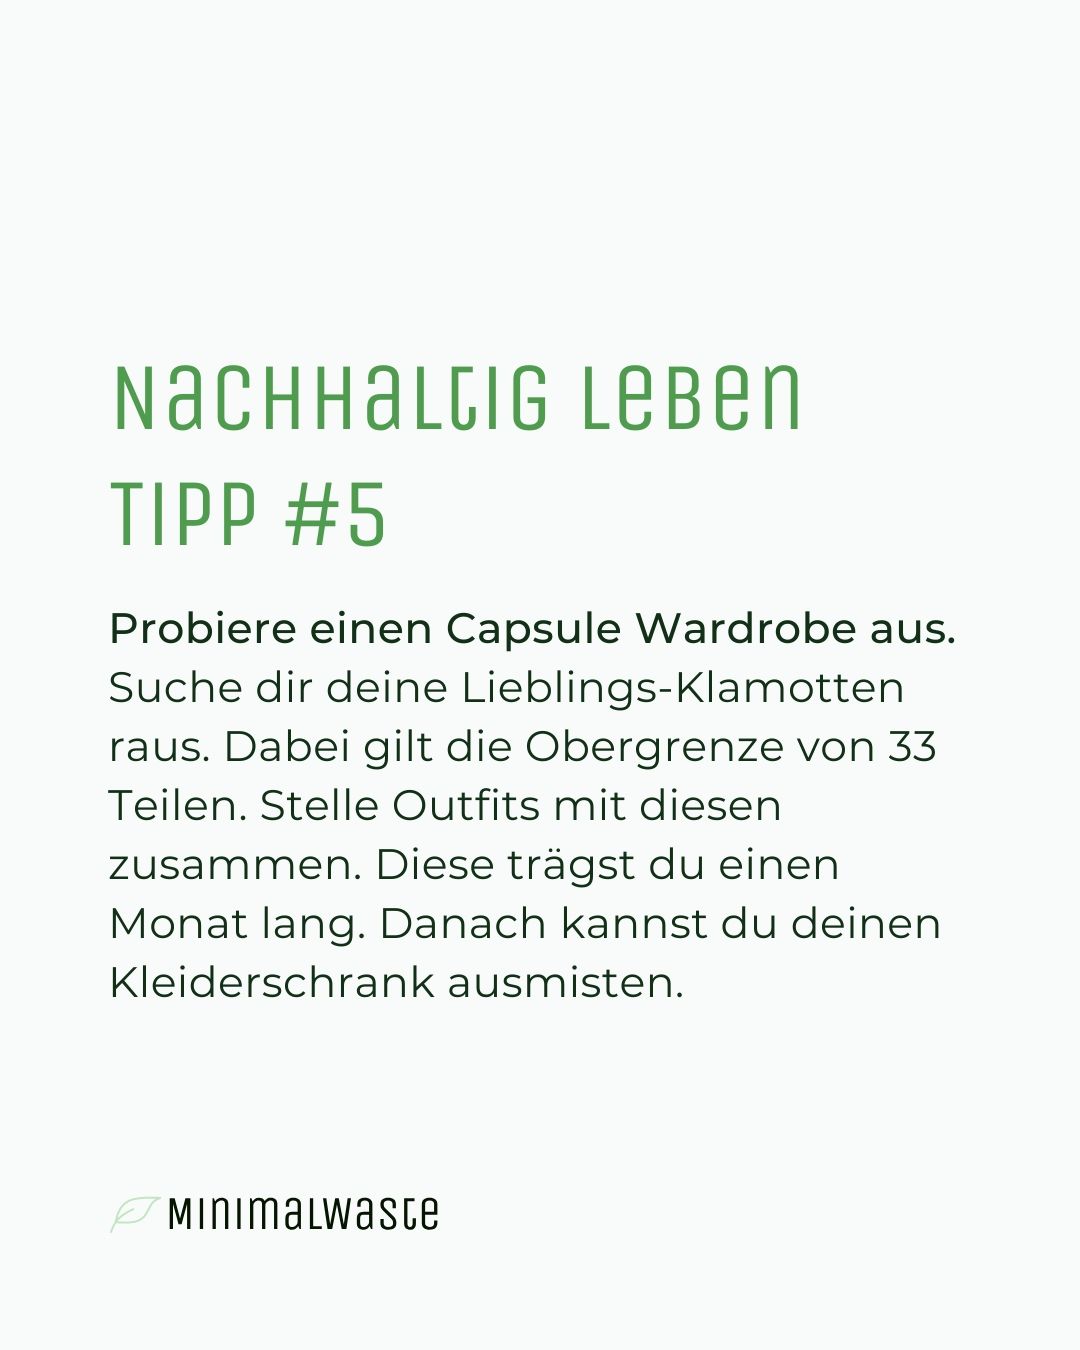 Nachhaltig leben
Tipp #5
Probiere einen Capsule Wardrobe aus.
Suche dir deine Lieblings-Klamotten
raus. Dabei gilt die Obergrenze von 33
Teilen. Stelle Outfits mit diesen
zusammen. Diese trägst du einen
Monat lang. Danach kannst du deinen
Kleiderschrank ausmisten.
Minimalwaste